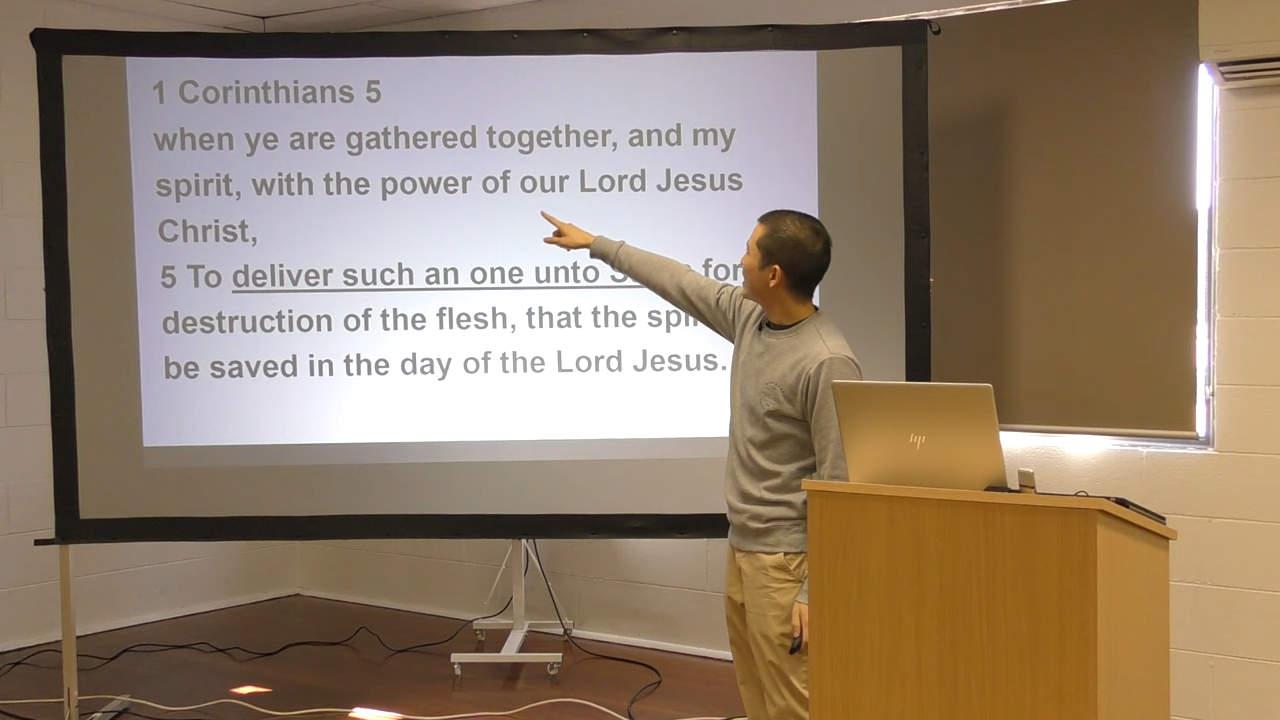 1 Corinthians 5
when ye are gathered together, and my
spirit, with the power of our Lord Jesus
Christ,
5 To deliver such an one unto for
destruction of the flesh, that the
be saved in the day of the Lord Jesus.
hp